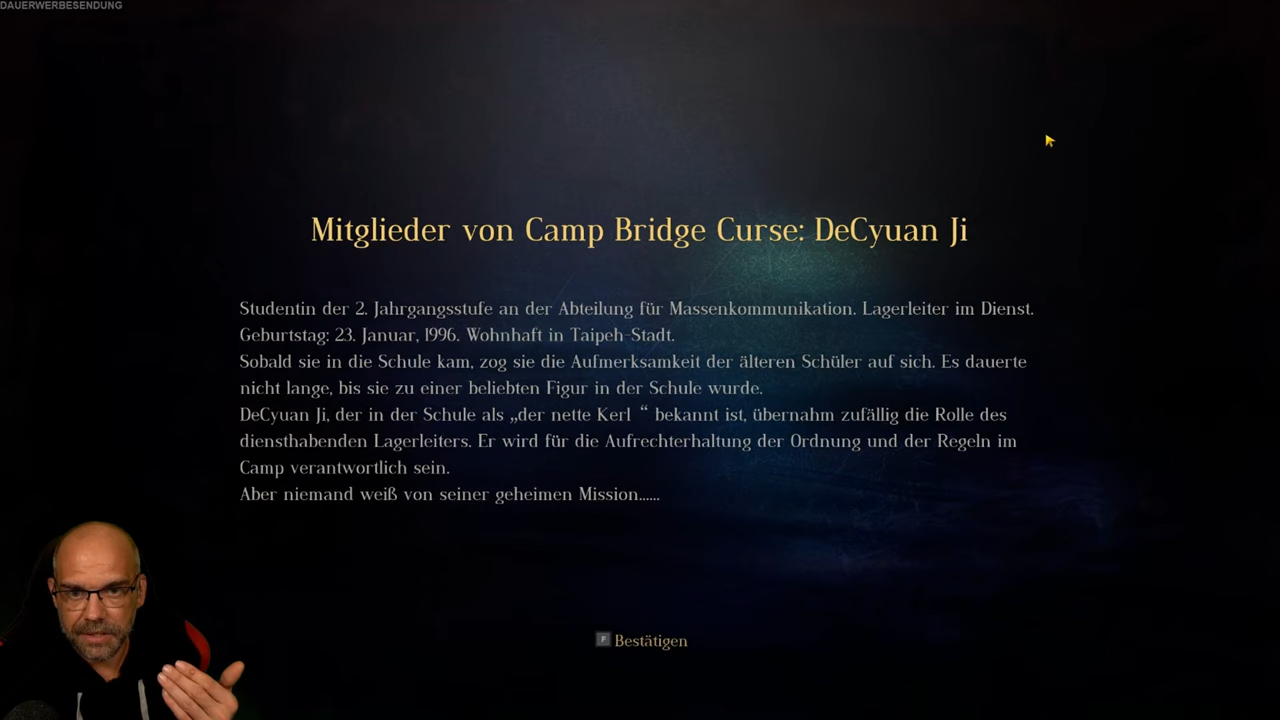 DAUERWERBESENDUNG
Mitglieder von Camp Bridge Curse: DeCyuan Ji
Studentin der 2. Jahrgangsstufe an der Abteilung für Massenkommunikation. Lagerleiter im Dienst.
Geburtstag: 23. Januar, 1996. Wohnhaft in Taipeh-Stadt.
Sobald sie in die Schule kam, zog sie die Aufmerksamkeit der älteren Schüler auf sich. Es dauerte
nicht lange, bis sie zu einer beliebten Figur in der Schule wurde.
DeCyuan Ji, der in der Schule als „der nette Kerl “ bekannt ist, übernahm zufällig die Rolle des
diensthabenden Lagerleiters. Er wird für die Aufrechterhaltung der Ordnung und der Regeln im
Camp verantwortlich sein.
Aber niemand weiß von seiner geheimen Mission......
F Bestätigen